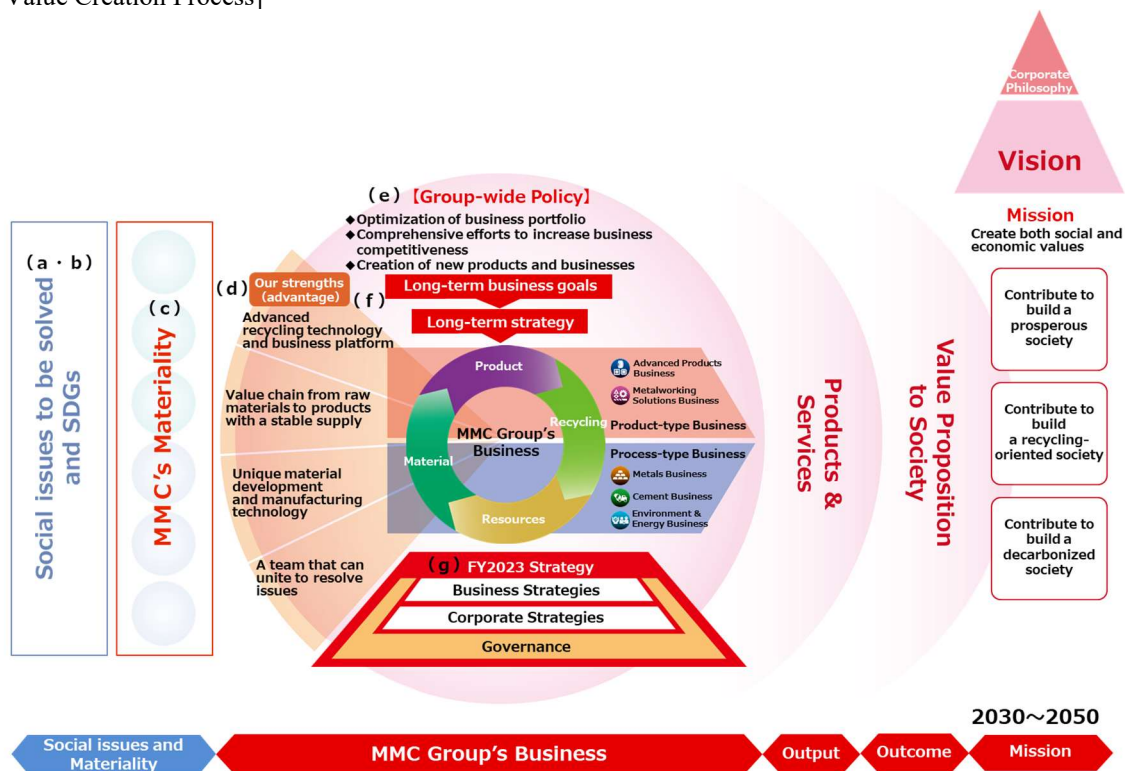 Value Creation Process
Corporate
Philosophy
Vision
Mission
Create both social and
economic values
Contribute to
build a
prosperous
society
Contribute to
build
a recycling-
oriented society
Contribute to
build a
decarbonized
society
(a・b)
Social issues to be solved
and SDGs
(c)
MMC's Materiality
(d)
Our strengths
(advantage)
Advanced
recycling technology
and business platform
Value chain from raw
materials to products
with a stable supply
Unique material
development
and manufacturing
technology
A team that can
unite to resolve
issues
(e)【Group-wide Policy】
◆Optimization of business portfolio
◆Comprehensive efforts to increase business
competitiveness
◆Creation of new products and businesses
(f)
Long-term business goals
Long-term strategy
Product
Recycling
Resources
Material
MMC Group's
Business
Advanced Products
Business
Metalworking
Solutions Business
Product-type Business
Process-type Business
Metals Business
Cement Business
Environment &
Energy Business
(g) FY2023 Strategy
Business Strategies
Corporate Strategies
Governance
Products &
Services
Value Proposition
to Society
2030～2050
Social issues and
Materiality
MMC Group's Business
Output
Outcome
Mission